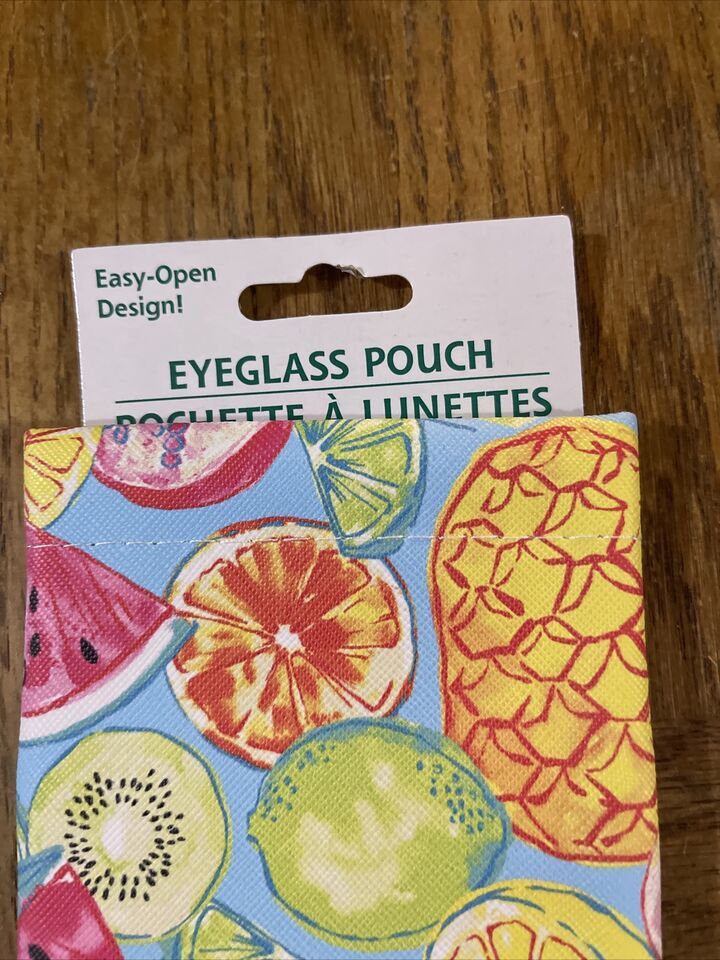 Easy-Open
Design!
EYEGLASS POUCH
POCHETTE À LUNETTES